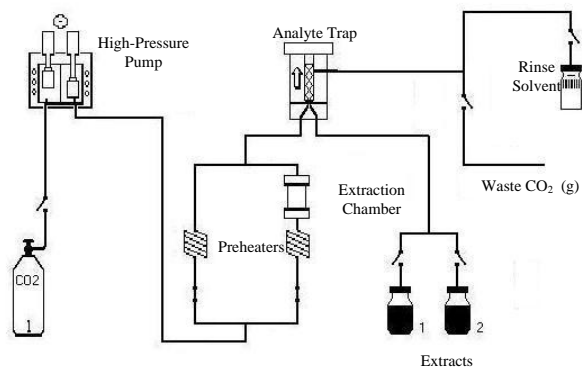 High-Pressure
Pump
Analyte Trap
Rinse
Solvent
Waste CO₂ (g)
Extraction
Chamber
Preheaters
CO2
1
1
2
Extracts